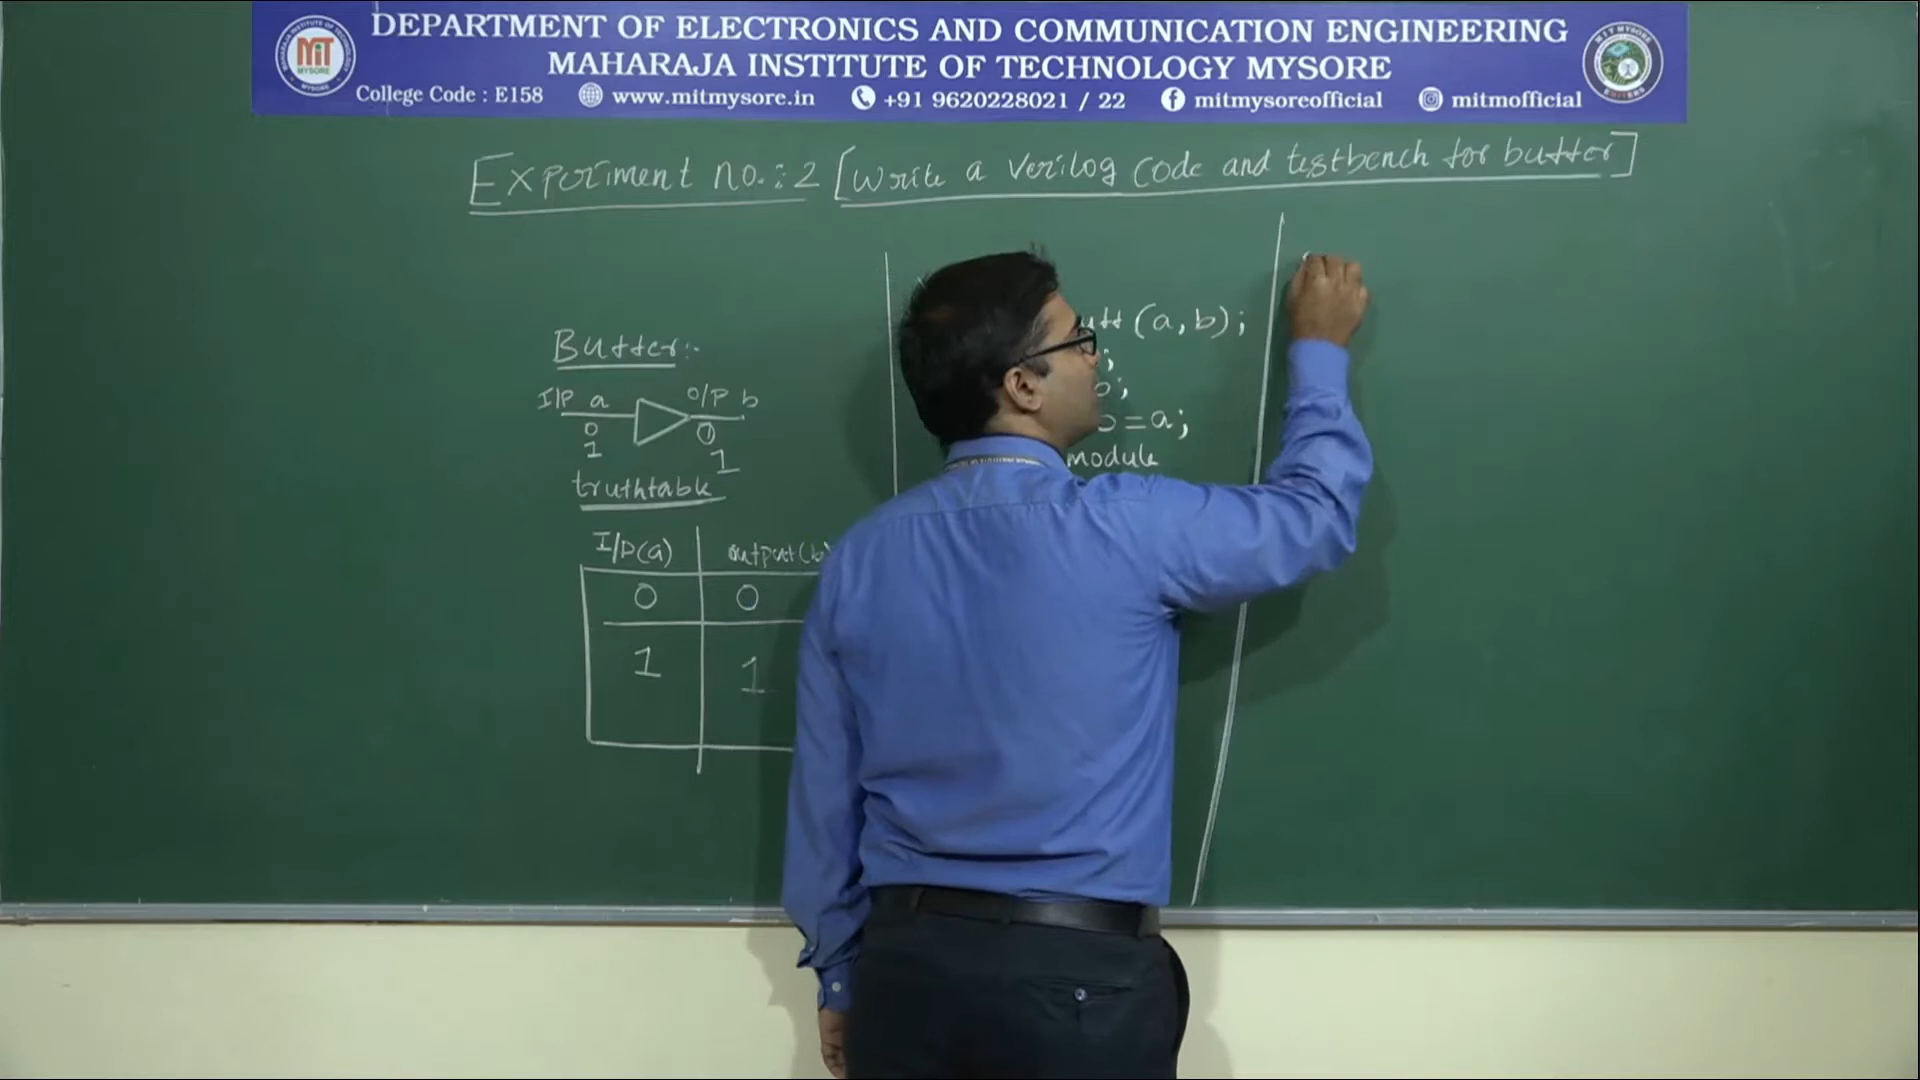 DEPARTMENT OF ELECTRONICS AND COMMUNICATION ENGINEERING
MAHARAJA INSTITUTE OF TECHNOLOGY MYSORE
College Code : E158 www.mitmysore.in +91 9620228021 / 22 mitmysoreofficial mitmofficial
MiT
MYSORE
Experiment no.:2 [Write a verilog code and testbench for buffer]
Buffer:-
I/P a O/P b
0 0
1 1
truthtable
I/P(a) output(b)
0 0
1 1
(a,b);
;
b;
b=a;
module